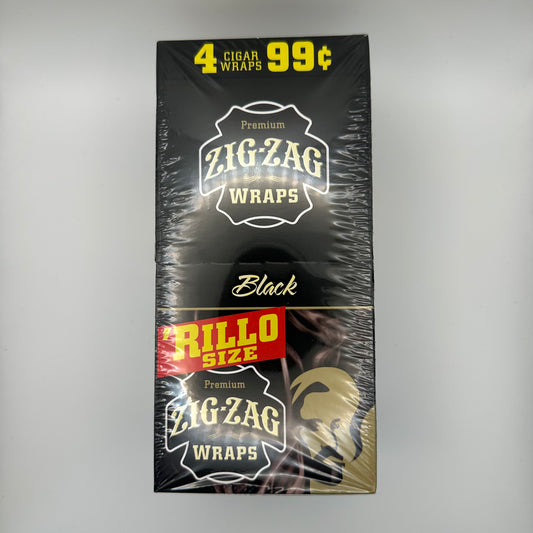 4 CIGAR WRAPS 99¢
Premium
ZIG-ZAG
WRAPS
Black
'RILLO
SIZE
Premium
ZIG-ZAG
WRAPS